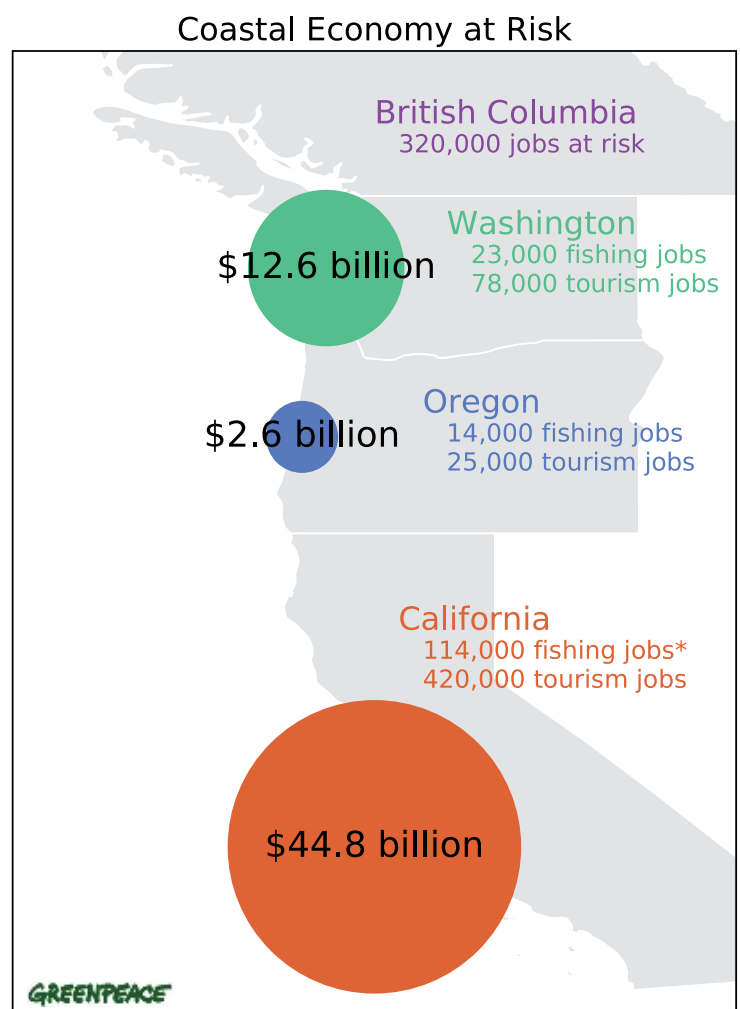 Coastal Economy at Risk
British Columbia
320,000 jobs at risk
Washington
23,000 fishing jobs
78,000 tourism jobs
$12.6 billion
Oregon
14,000 fishing jobs
25,000 tourism jobs
$2.6 billion
California
114,000 fishing jobs*
420,000 tourism jobs
$44.8 billion
GREENPEACE